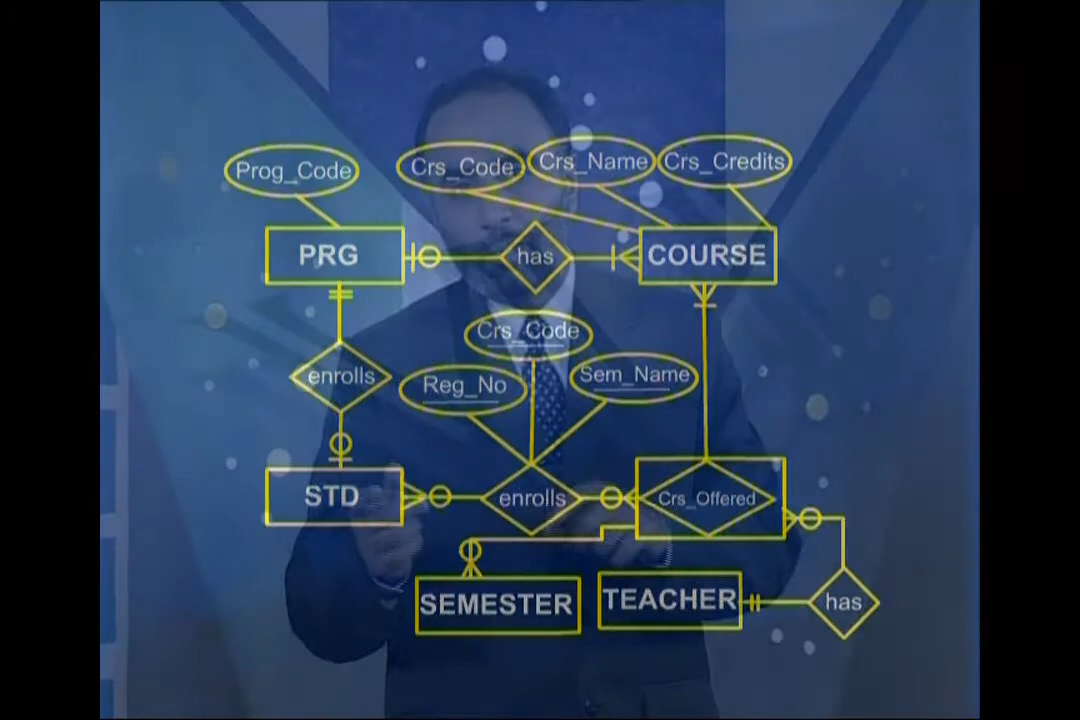 Prog_Code
Crs_Code
Crs_Name
Crs_Credits
PRG
has
COURSE
Crs_Code
enrolls
Reg_No
Sem_Name
STD
enrolls
Crs_Offered
SEMESTER
TEACHER
has